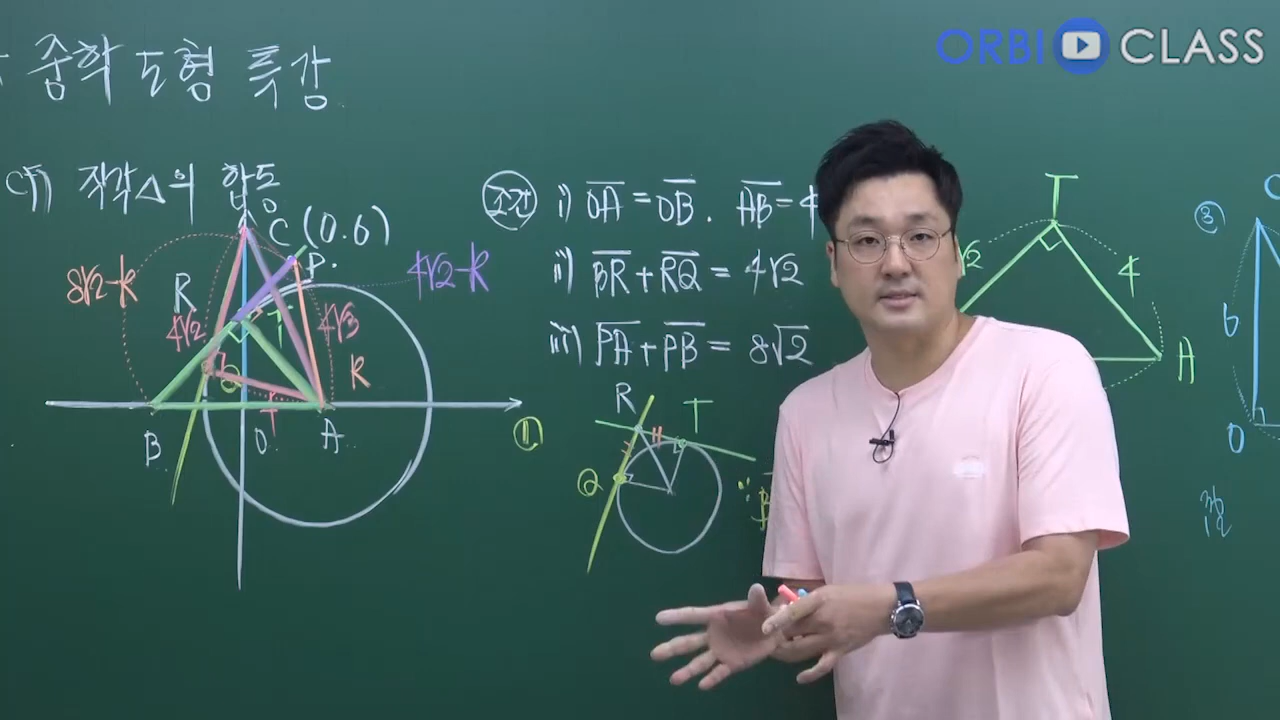 ORBI CLASS
중학 도형 특강
CF) 직각△의 합동
C (0.6)
P.
8√2-k
R
4√2
4√2-k
T
4√3
k
Q
T
B
O
A
①
조건 i) OA = OB. AB = 4
ii) BR + RQ = 4√2
iii) PA + PB = 8√2
R
T
Q
∵ B
T
√2
4
A
③
6
O